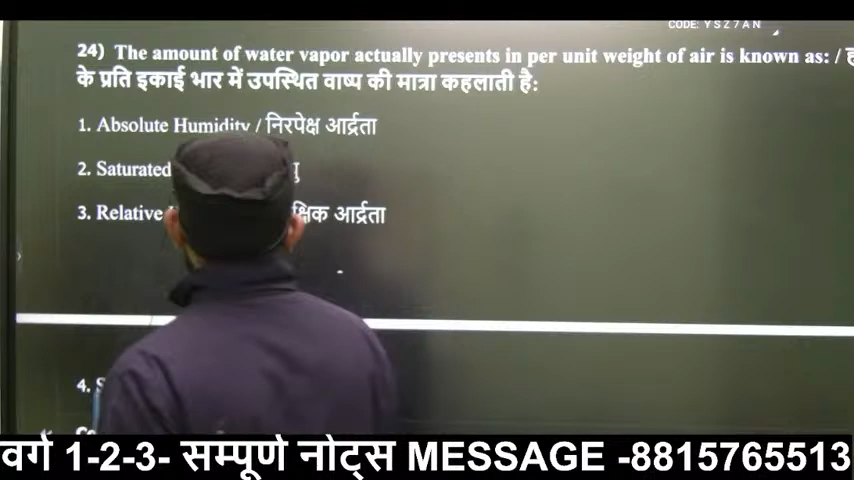 CODE: YSZ7AN
24) The amount of water vapor actually presents in per unit weight of air is known as: /
के प्रति इकाई भार में उपस्थित वाष्प की मात्रा कहलाती है:
1. Absolute Humidity / निरपेक्ष आर्द्रता
2. Saturated
3. Relative आर्द्रता
4.
वर्ग 1-2-3- सम्पूर्ण नोट्स MESSAGE -8815765513